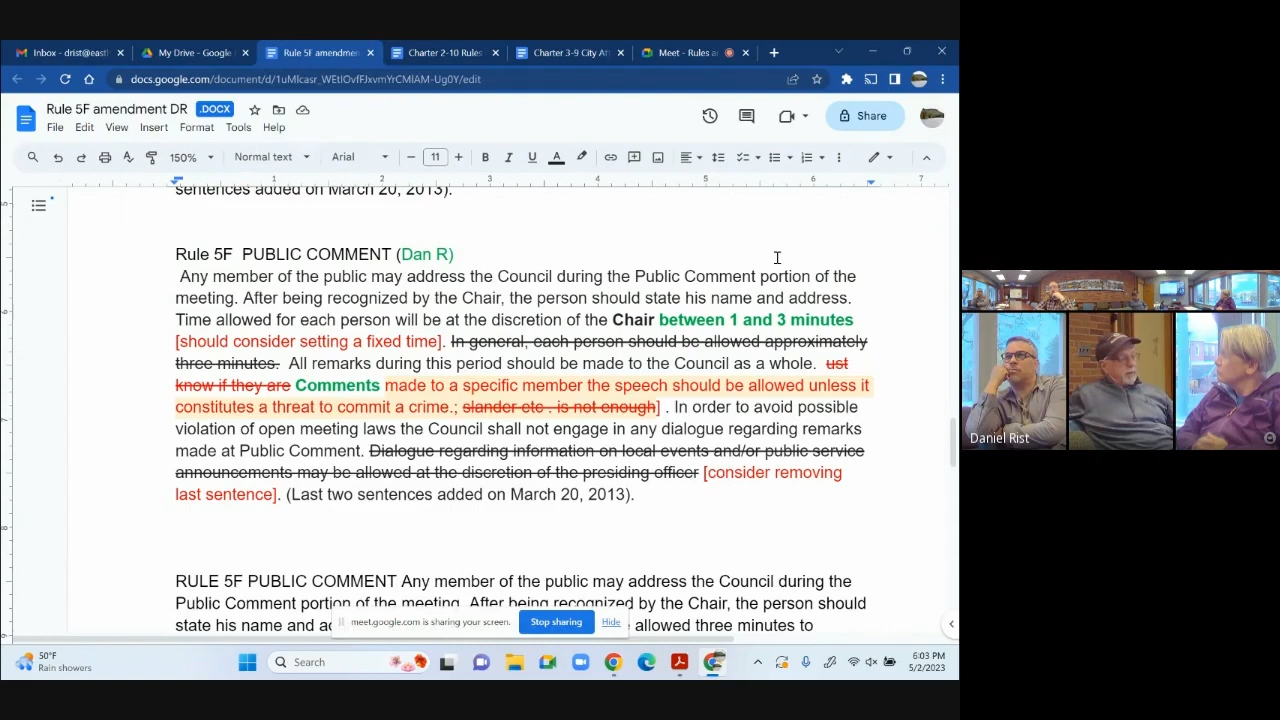 Inbox - drist@east
My Drive - Google
Rule 5F amendmen
Charter 2-10 Rules
Charter 3-9 City At
Meet - Rules a
docs.google.com/document/d/1uMlcasr_WEtlOvfFJxvmYrCMlAM-Ug0Y/edit
Rule 5F amendment DR .DOCX
File Edit View Insert Format Tools Help
Share
150% Normal text Arial 11
1 2 3 4 5 6 7
sentences added on March 20, 2013).
Rule 5F PUBLIC COMMENT (Dan R)
Any member of the public may address the Council during the Public Comment portion of the
meeting. After being recognized by the Chair, the person should state his name and address.
Time allowed for each person will be at the discretion of the Chair between 1 and 3 minutes
[should consider setting a fixed time]. In general, each person should be allowed approximately
three minutes. All remarks during this period should be made to the Council as a whole. ust
know if they are Comments made to a specific member the speech should be allowed unless it
constitutes a threat to commit a crime.; slander etc . is not enough] . In order to avoid possible
violation of open meeting laws the Council shall not engage in any dialogue regarding remarks
made at Public Comment. Dialogue regarding information on local events and/or public service
announcements may be allowed at the discretion of the presiding officer [consider removing
last sentence]. (Last two sentences added on March 20, 2013).
RULE 5F PUBLIC COMMENT Any member of the public may address the Council during the
Public Comment portion of the meeting. After being recognized by the Chair, the person should
state his name and allowed three minutes to
meet.google.com is sharing your screen. Stop sharing Hide
Daniel Rist
50°F
Rain showers
Search
6:03 PM
5/2/2023